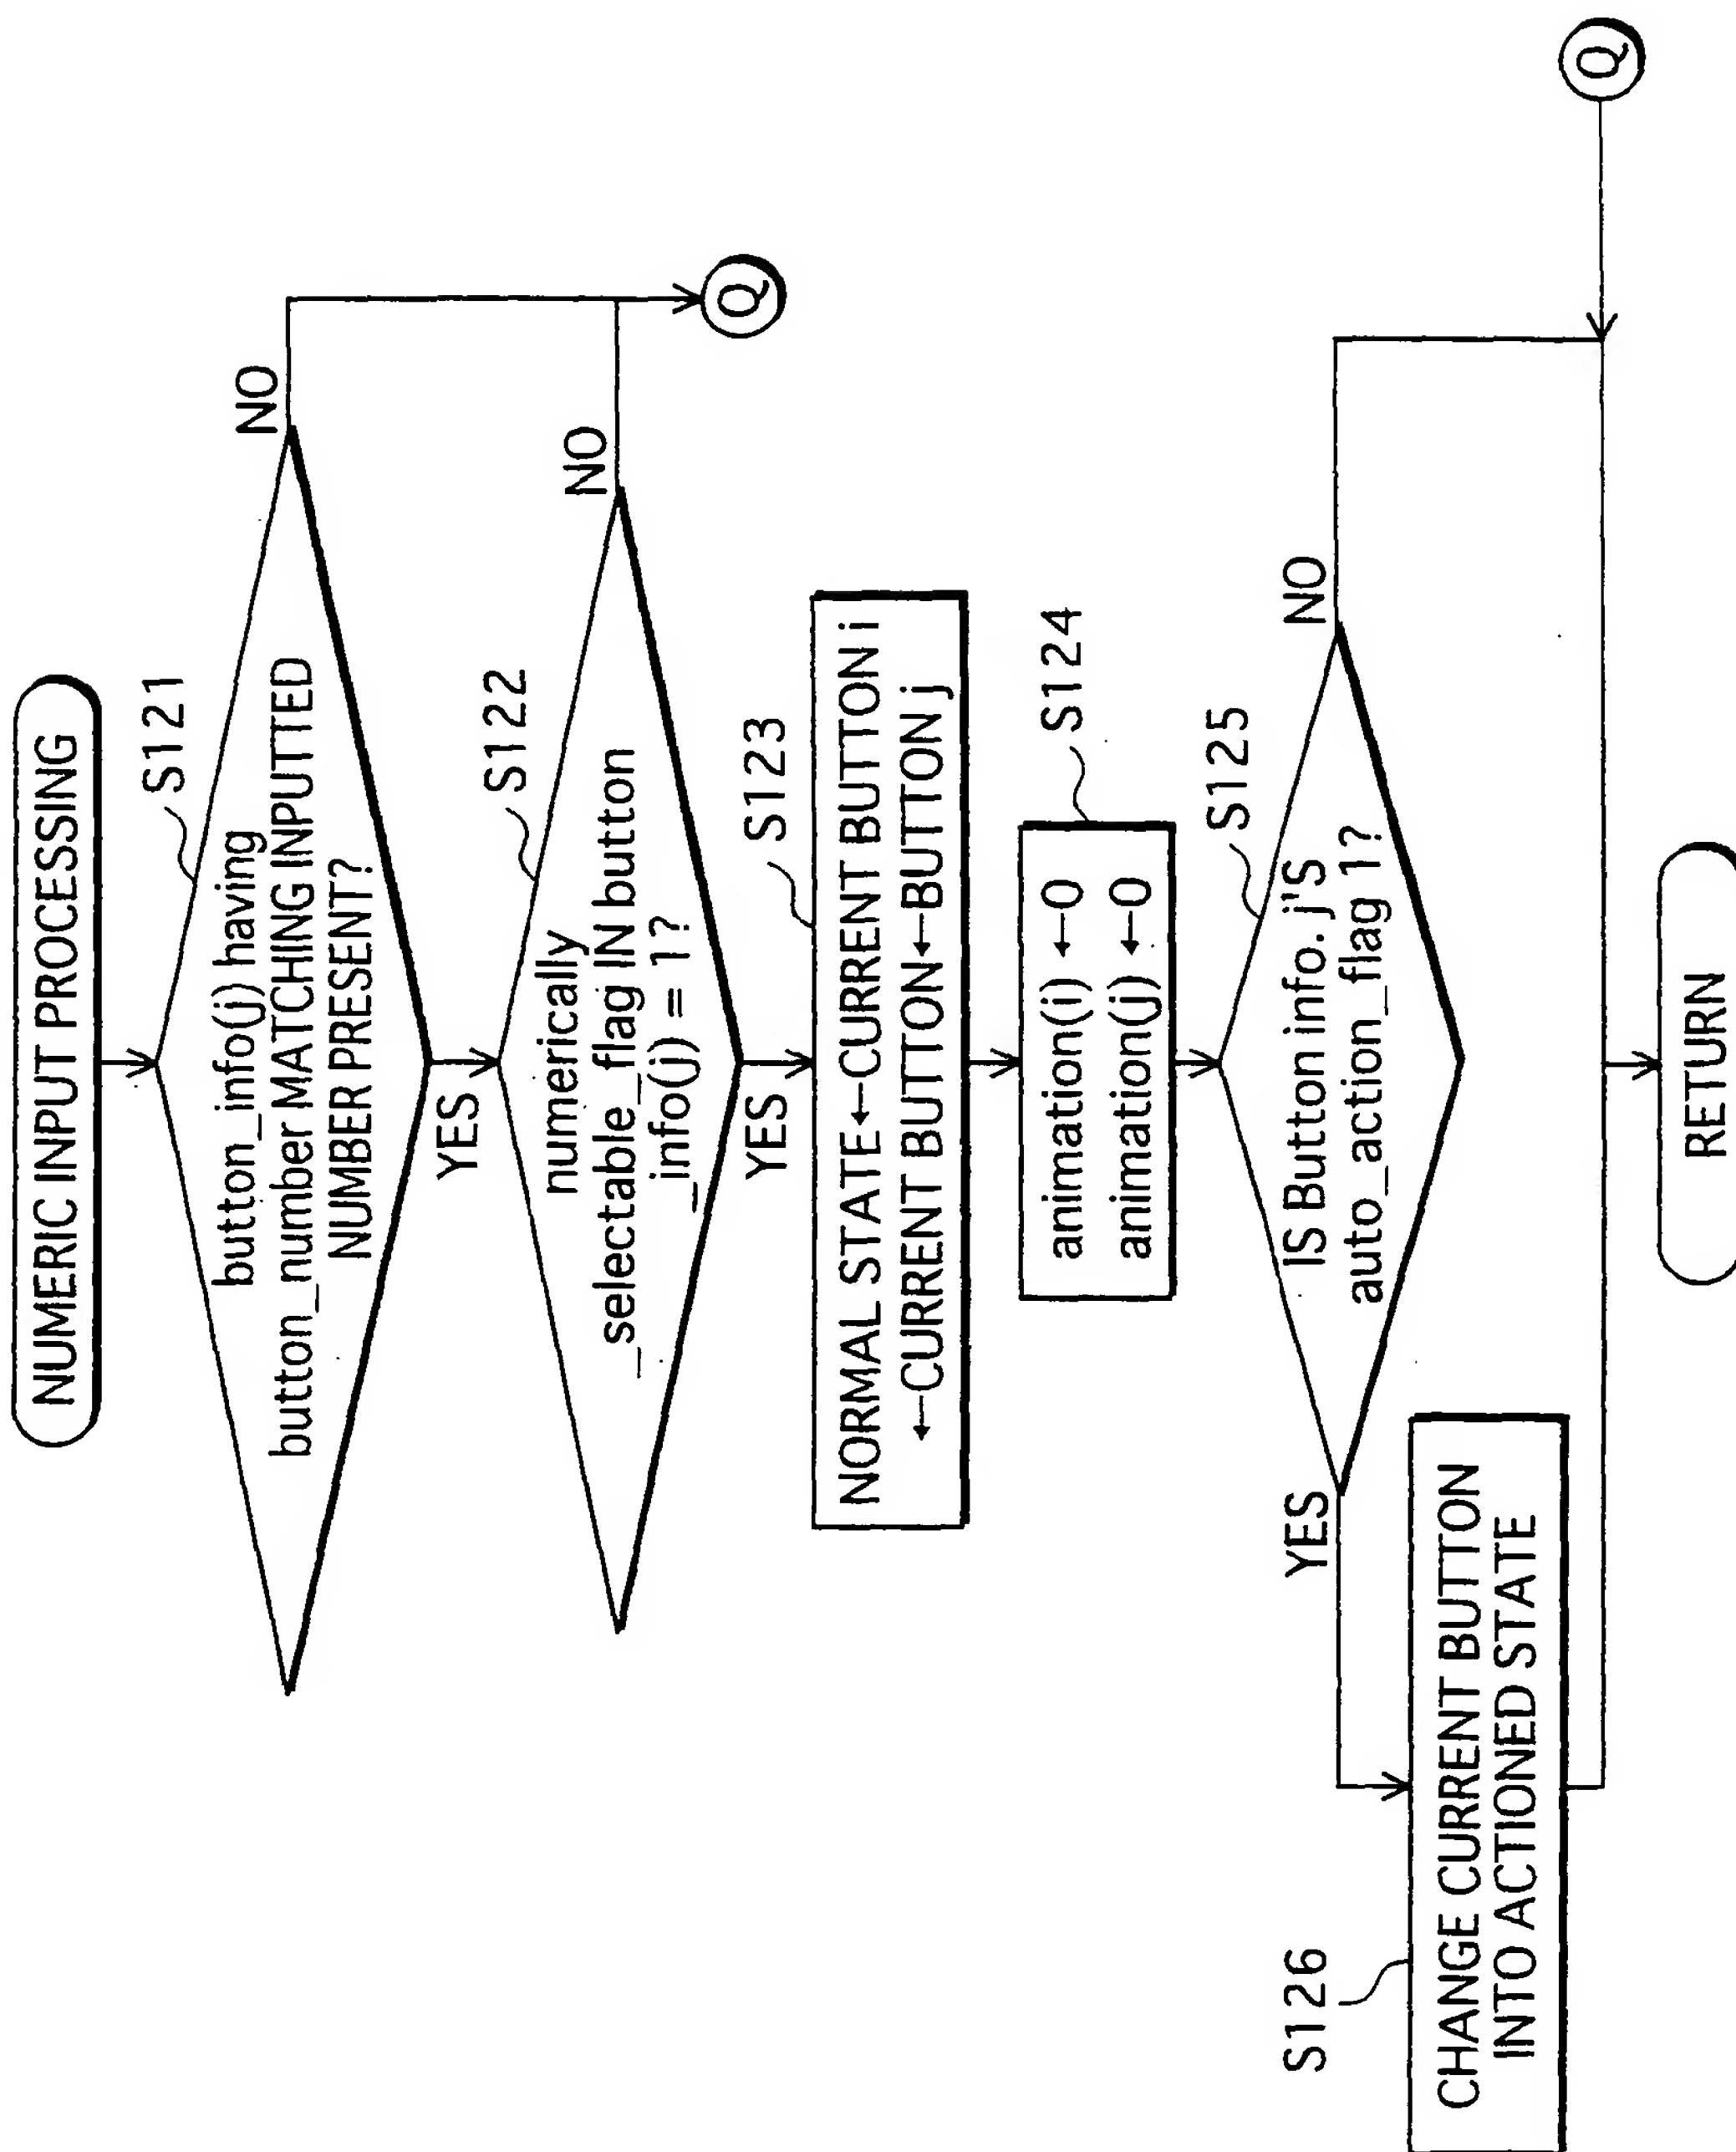 NUMERIC INPUT PROCESSING
S121
button_info(j) having
button_number MATCHING INPUTTED
NUMBER PRESENT?
NO
YES
S122
numerically
_selectable_flag IN button
_info(j) = 1?
NO
Q
YES
S123
NORMAL STATE←CURRENT BUTTON i
←CURRENT BUTTON←BUTTON j
S124
animation(i) ←0
animation(j) ←0
S125
IS Button info. j'S
auto_action_flag 1?
YES
NO
S126
CHANGE CURRENT BUTTON
INTO ACTIONED STATE
Q
RETURN